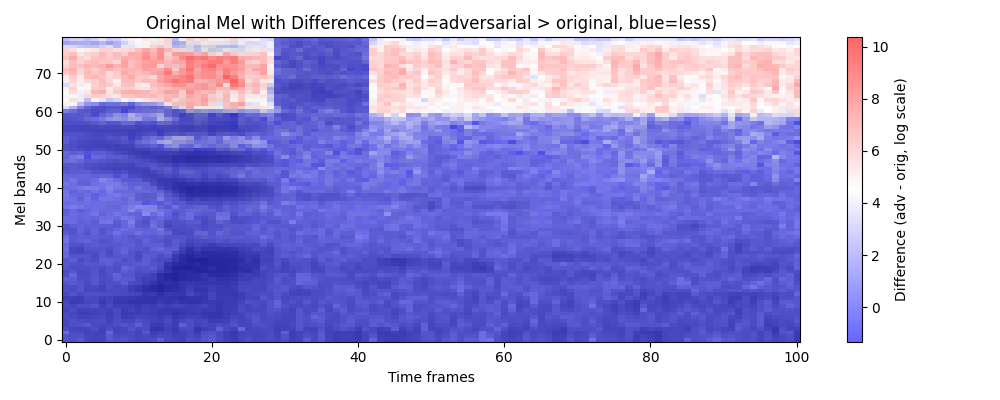 Original Mel with Differences (red=adversarial > original, blue=less)
Mel bands
70
60
50
40
30
20
10
0
0 20 40 60 80 100
Time frames
10
8
6
4
2
0
Difference (adv - orig, log scale)